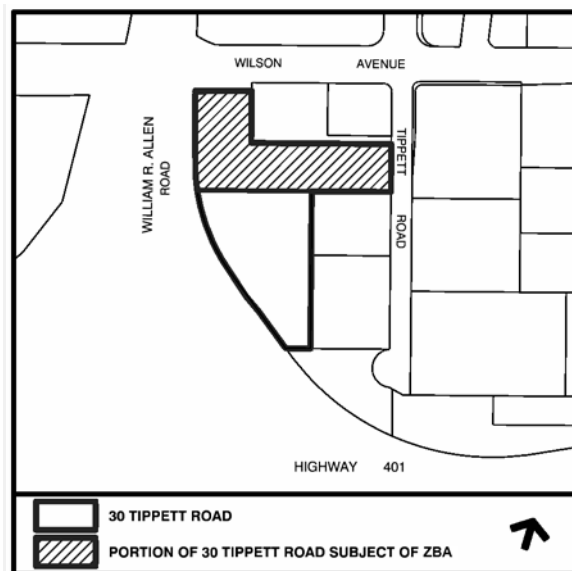 WILSON AVENUE
WILLIAM R. ALLEN
ROAD
TIPPETT ROAD
HIGHWAY 401
30 TIPPETT ROAD
PORTION OF 30 TIPPETT ROAD SUBJECT OF ZBA